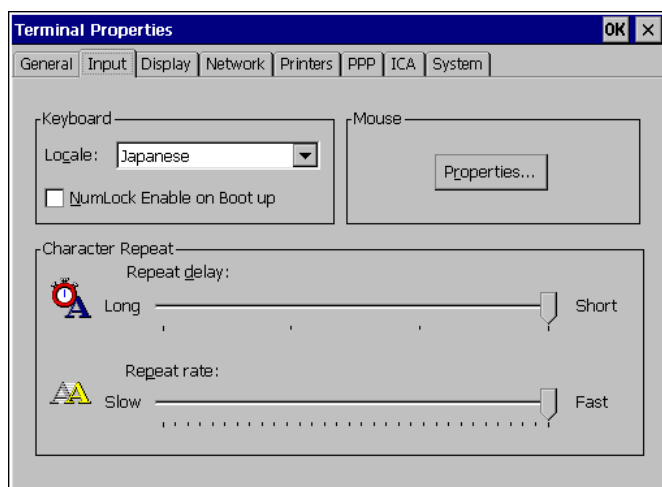 Terminal Properties OK
General Input Display Network Printers PPP ICA System
Keyboard
Locale: Japanese
NumLock Enable on Boot up
Mouse
Properties...
Character Repeat
Repeat delay:
Long Short
Repeat rate:
Slow Fast